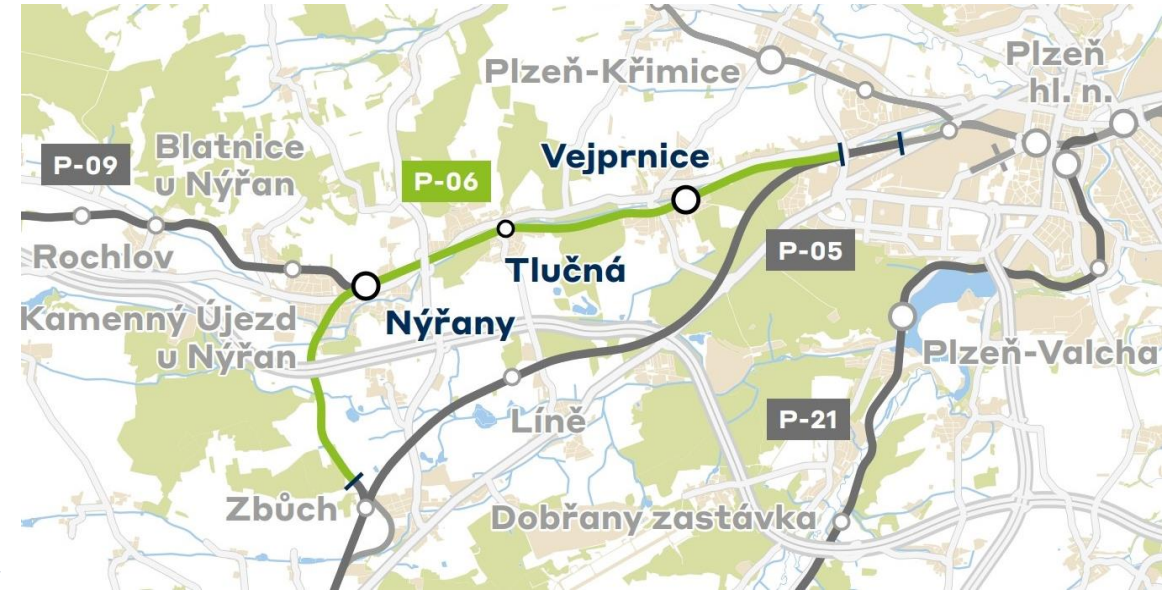 Plzeň
hl. n.
Plzeň-Křimice
Blatnice
u Nýřan
P-09
Vejprnice
P-06
Rochlov
P-05
Tlučná
Kamenný Újezd
u Nýřan
Nýřany
Plzeň-Valcha
Líně
P-21
Zbůch
Dobřany zastávka